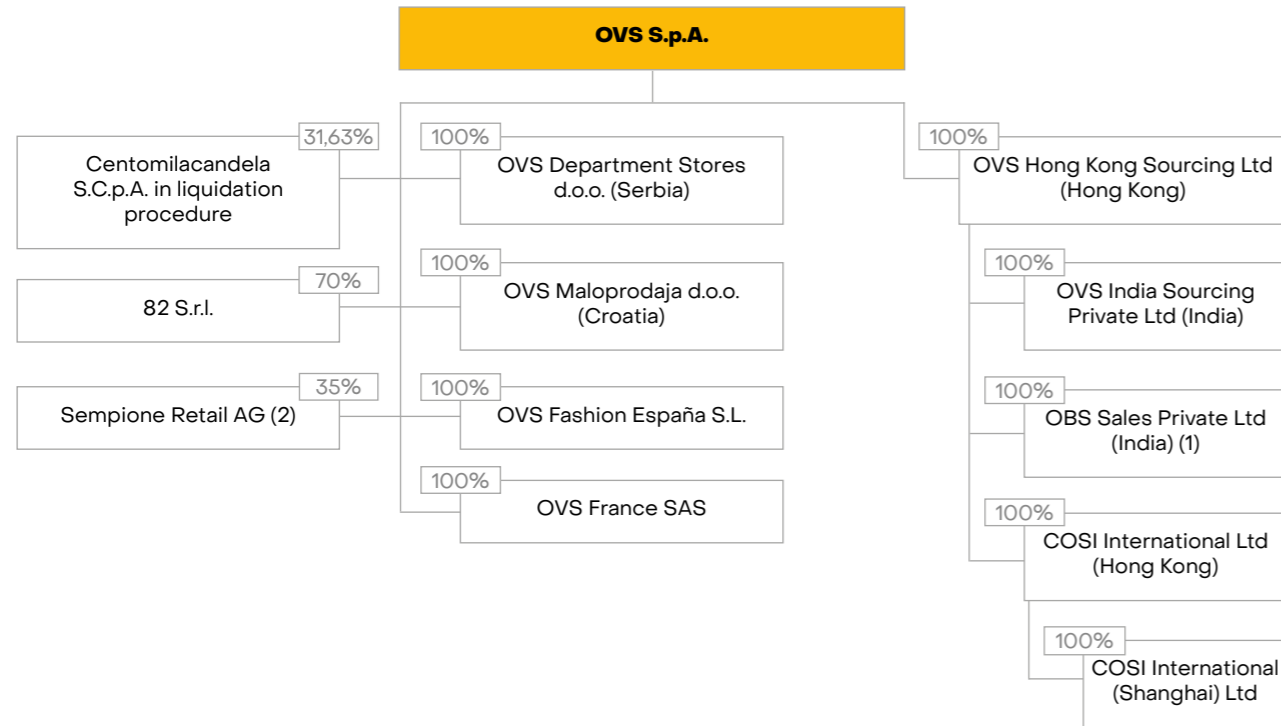 OVS S.p.A.
31,63%
Centomilacandela
S.C.p.A. in liquidation
procedure
70%
82 S.r.l.
35%
Sempione Retail AG (2)
100%
OVS Department Stores
d.o.o. (Serbia)
100%
OVS Maloprodaja d.o.o.
(Croatia)
100%
OVS Fashion España S.L.
100%
OVS France SAS
100%
OVS Hong Kong Sourcing Ltd
(Hong Kong)
100%
OVS India Sourcing
Private Ltd (India)
100%
OBS Sales Private Ltd
(India) (1)
100%
COSI International Ltd
(Hong Kong)
100%
COSI International
(Shanghai) Ltd